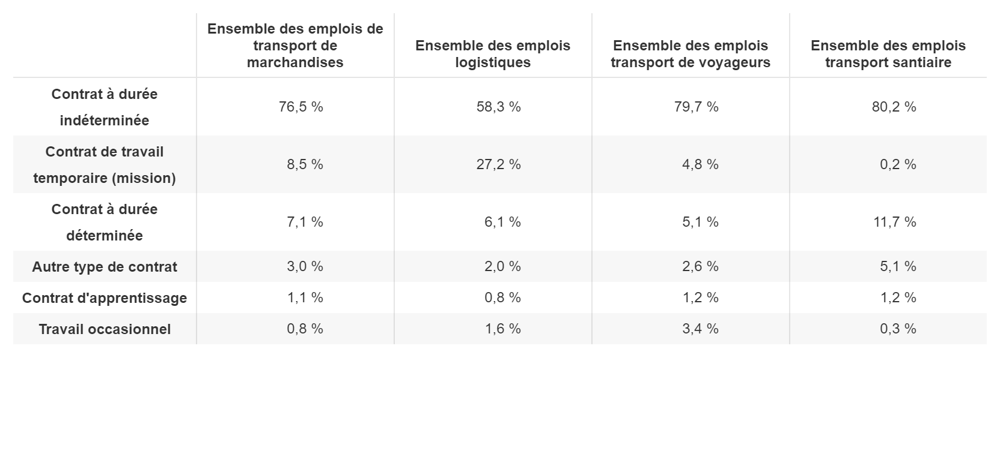 Ensemble des emplois de
transport de
marchandises
Ensemble des emplois
logistiques
Ensemble des emplois
transport de voyageurs
Ensemble des emplois
transport santiaire
Contrat à durée
indéterminée
76,5 %
58,3 %
79,7 %
80,2 %
Contrat de travail
temporaire (mission)
8,5 %
27,2 %
4,8 %
0,2 %
Contrat à durée
déterminée
7,1 %
6,1 %
5,1 %
11,7 %
Autre type de contrat
3,0 %
2,0 %
2,6 %
5,1 %
Contrat d'apprentissage
1,1 %
0,8 %
1,2 %
1,2 %
Travail occasionnel
0,8 %
1,6 %
3,4 %
0,3 %